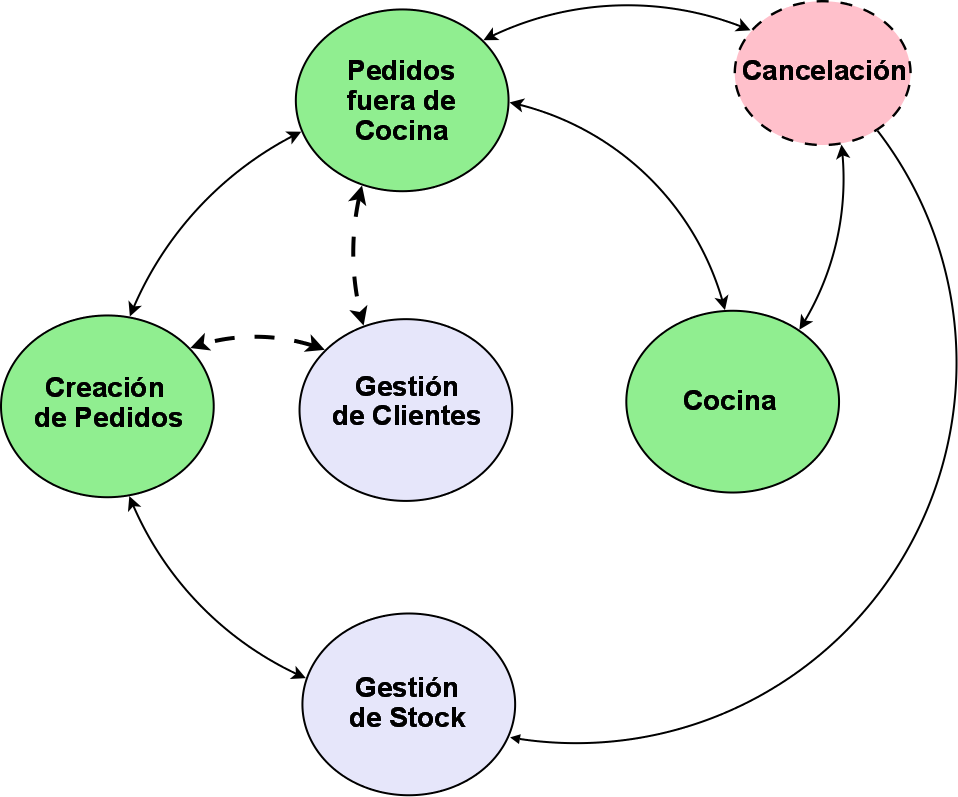 Pedidos
fuera de
Cocina
Cancelación
Creación
de Pedidos
Gestión
de Clientes
Cocina
Gestión
de Stock